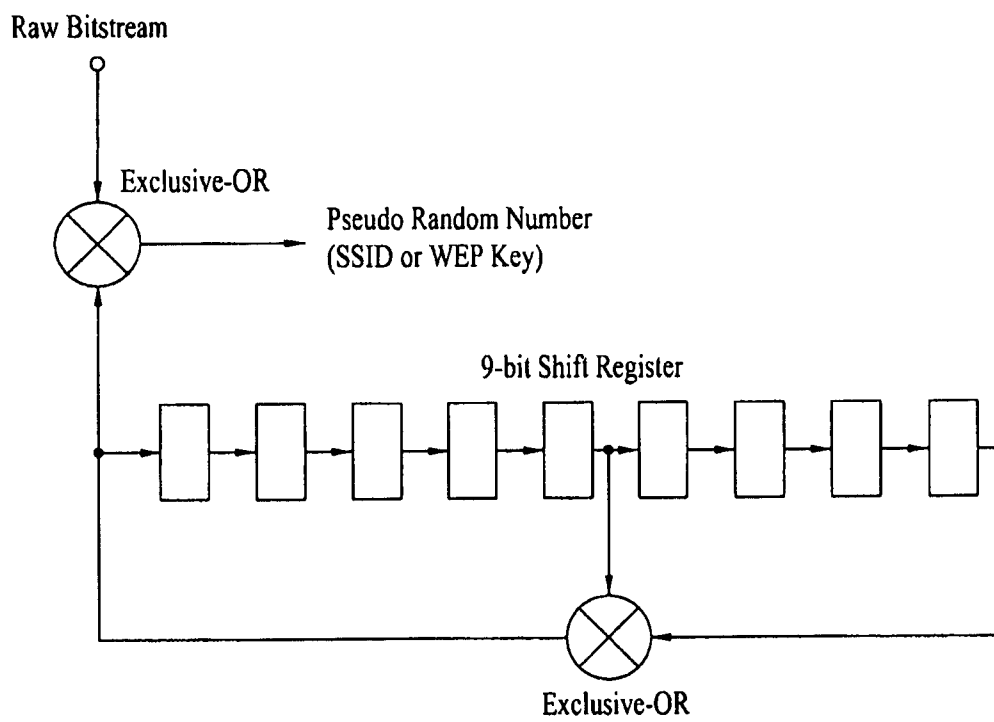 Raw Bitstream
Exclusive-OR
Pseudo Random Number
(SSID or WEP Key)
9-bit Shift Register
Exclusive-OR